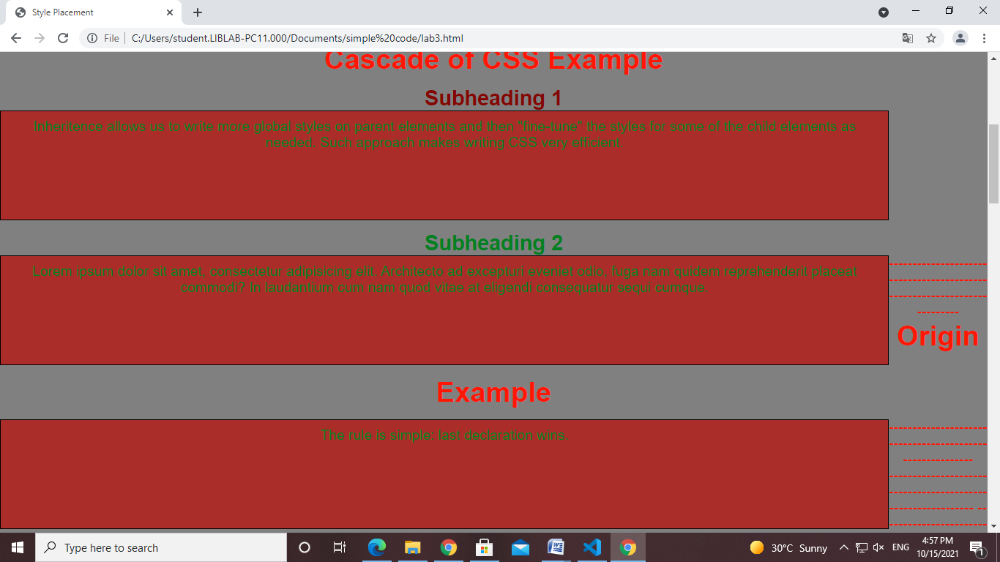 Style Placement
File
C:/Users/student.LIBLAB-PC11.000/Documents/simple%20code/lab3.html
Cascade of CSS Example
Subheading 1
Inheritence allows us to write more global styles on parent elements and then "fine-tune" the styles for some of the child elements as
needed. Such approach makes writing CSS very efficient.
Subheading 2
Lorem ipsum dolor sit amet, consectetur adipisicing elit. Architecto ad excepturi eveniet odio, fuga nam quidem reprehenderit placeat
commodi? In laudantium cum nam quod vitae at eligendi consequatur sequi cumque.
Origin
Example
The rule is simple: last declaration wins.
Type here to search
30°C Sunny
ENG
4:57 PM
10/15/2021
1